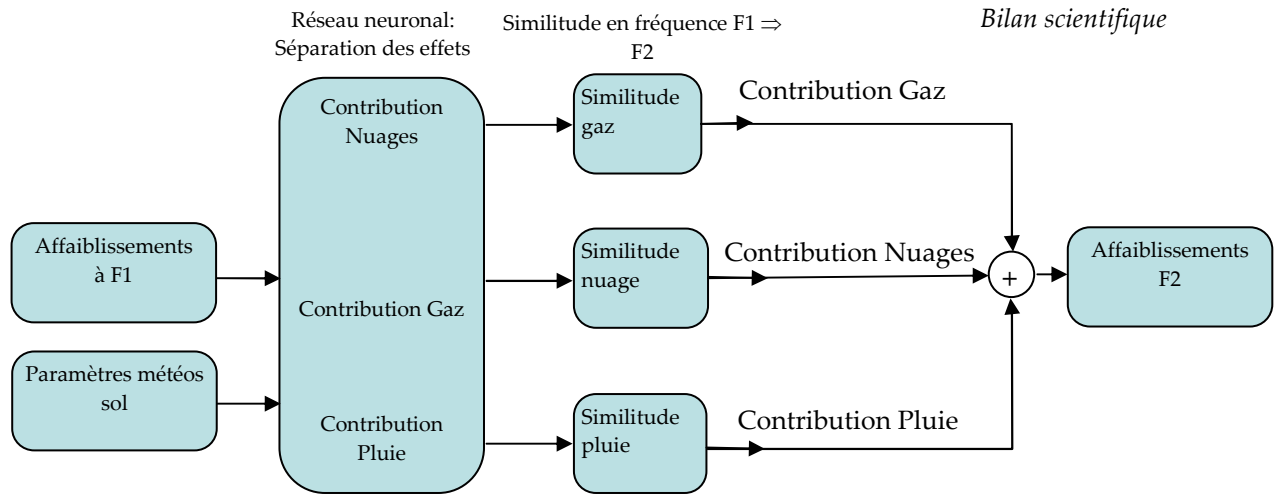 Réseau neuronal:
Séparation des effets
Similitude en fréquence F1 ⇒
F2
Bilan scientifique
Contribution
Nuages
Similitude
gaz
Contribution Gaz
Affaiblissements
à F1
Contribution Gaz
Similitude
nuage
Contribution Nuages
+
Affaiblissements
F2
Paramètres météos
sol
Contribution
Pluie
Similitude
pluie
Contribution Pluie